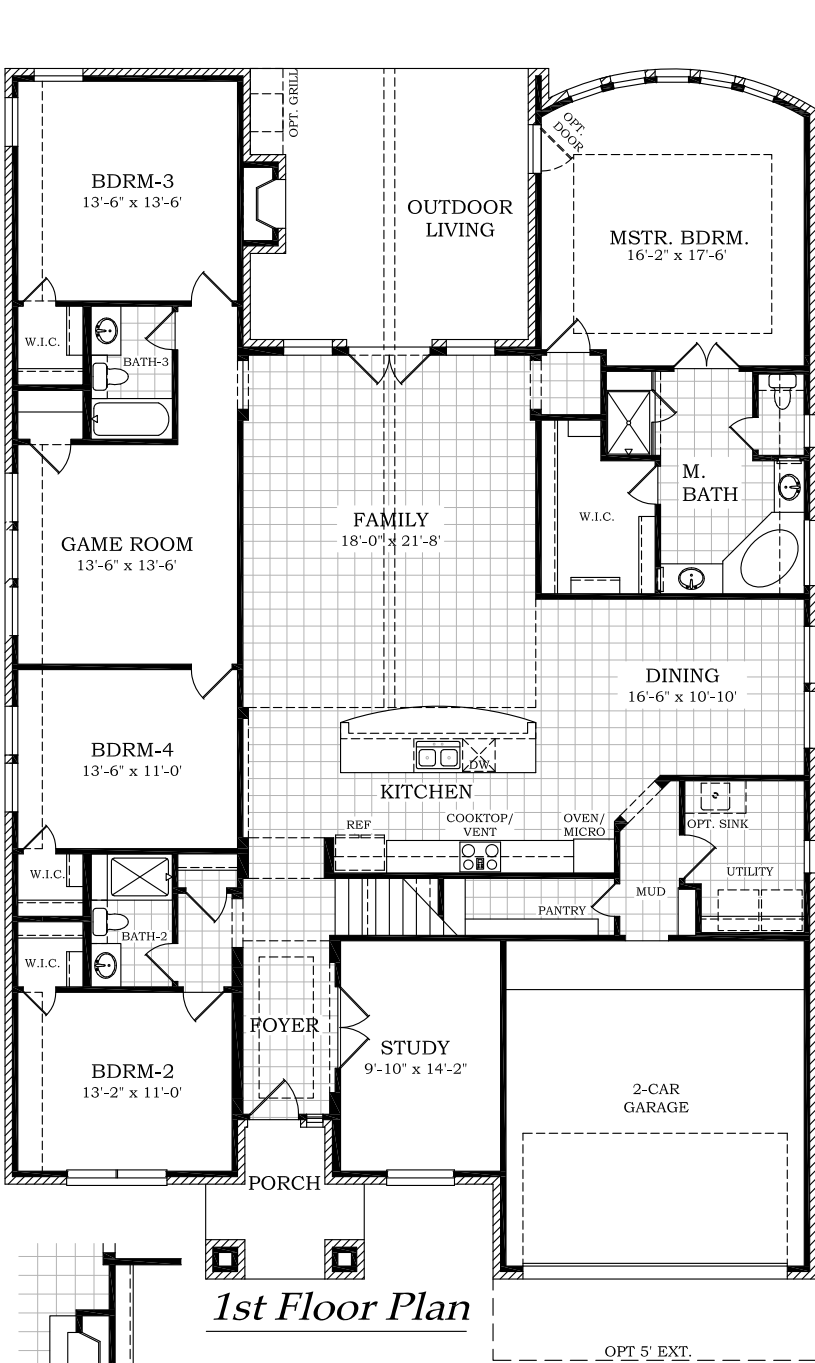 OPT. GRILL
OPT.
DOOR
BDRM-3
13'-6" x 13'-6'
OUTDOOR
LIVING
MSTR. BDRM.
16'-2" x 17'-6"
W.I.C.
BATH-3
M.
BATH
W.I.C.
FAMILY
18'-0" x 21'-8'
GAME ROOM
13'-6" x 13'-6'
DINING
16'-6" x 10'-10'
BDRM-4
13'-6" x 11'-0'
DW
KITCHEN
REF
COOKTOP/
VENT
OVEN/
MICRO
OPT. SINK
UTILITY
MUD
PANTRY
W.I.C.
BATH-2
W.I.C.
FOYER
STUDY
9'-10" x 14'-2"
BDRM-2
13'-2" x 11'-0'
2-CAR
GARAGE
PORCH
1st Floor Plan
OPT 5' EXT.